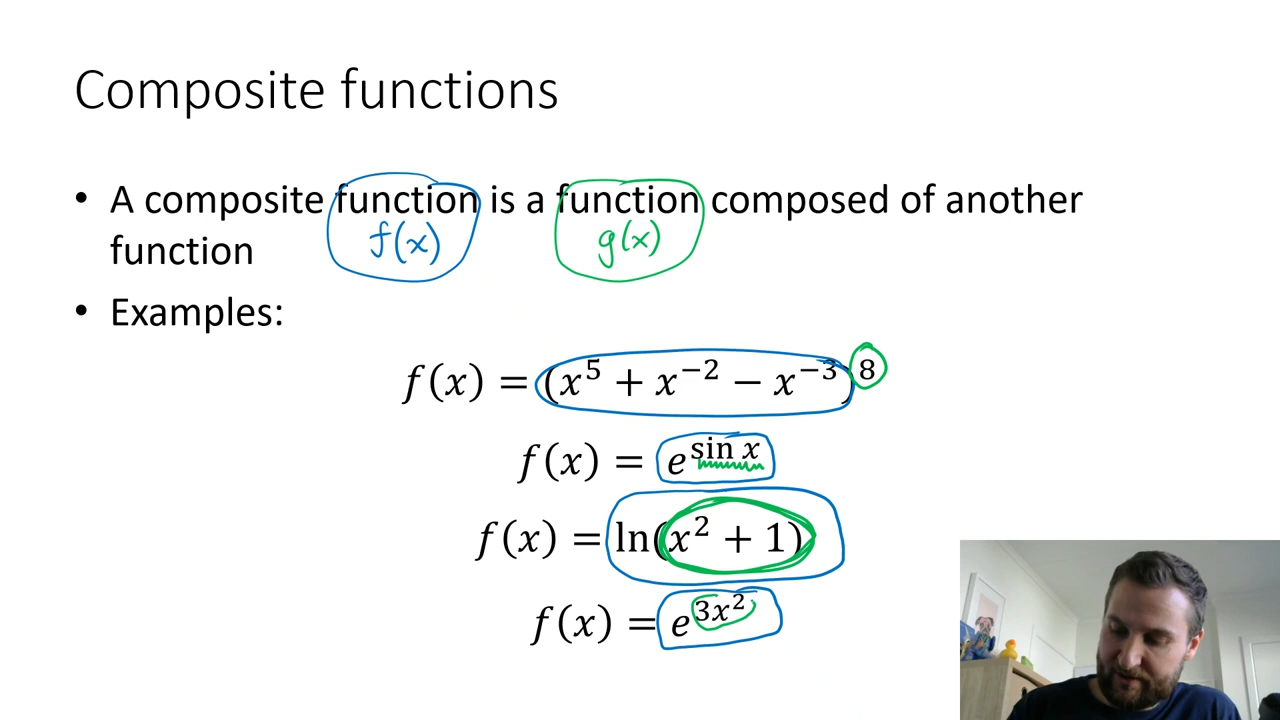 Composite functions
• A composite function is a function composed of another
f(x) g(x)
function
• Examples:
f(x) = (x⁵ + x⁻² − x⁻³)⁸
f(x) = e^{sin x}
f(x) = ln(x² + 1)
f(x) = e^{3x²}